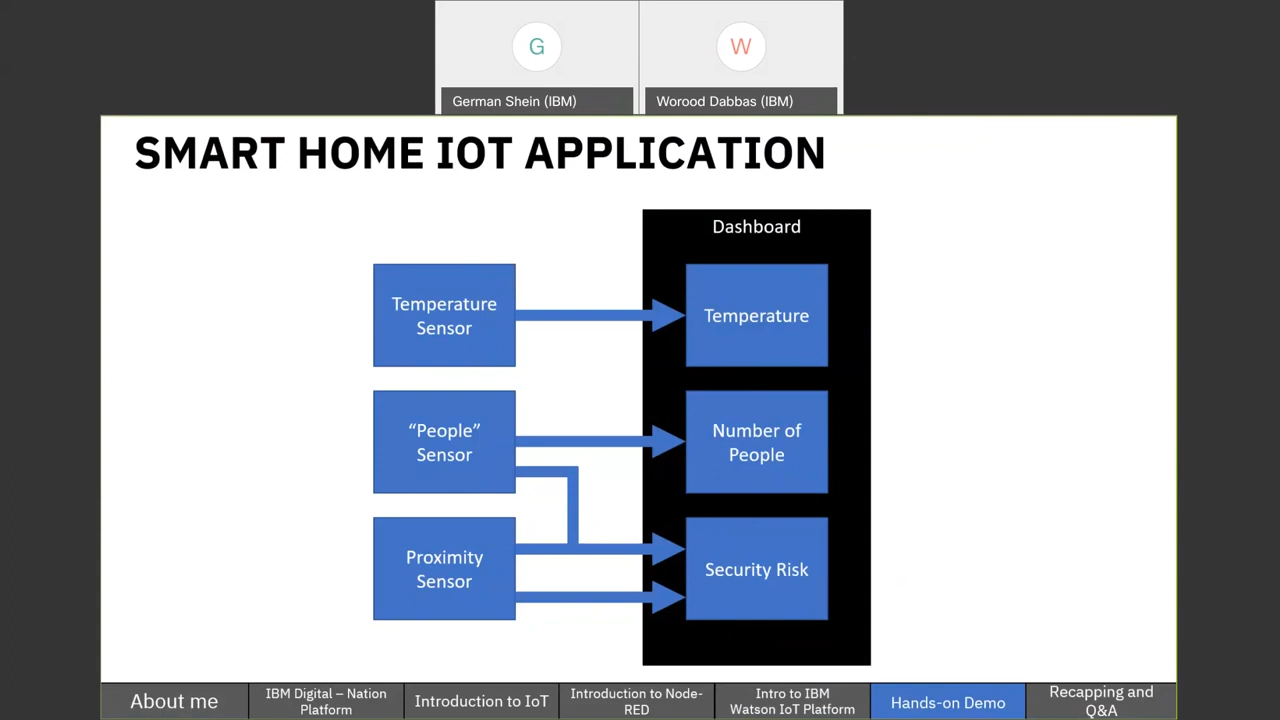 G
W
German Shein (IBM)
Worood Dabbas (IBM)
SMART HOME IOT APPLICATION
Dashboard
Temperature
Sensor
Temperature
“People”
Sensor
Number of
People
Proximity
Sensor
Security Risk
About me
IBM Digital – Nation
Platform
Introduction to IoT
Introduction to Node-
RED
Intro to IBM
Watson IoT Platform
Hands-on Demo
Recapping and
Q&A